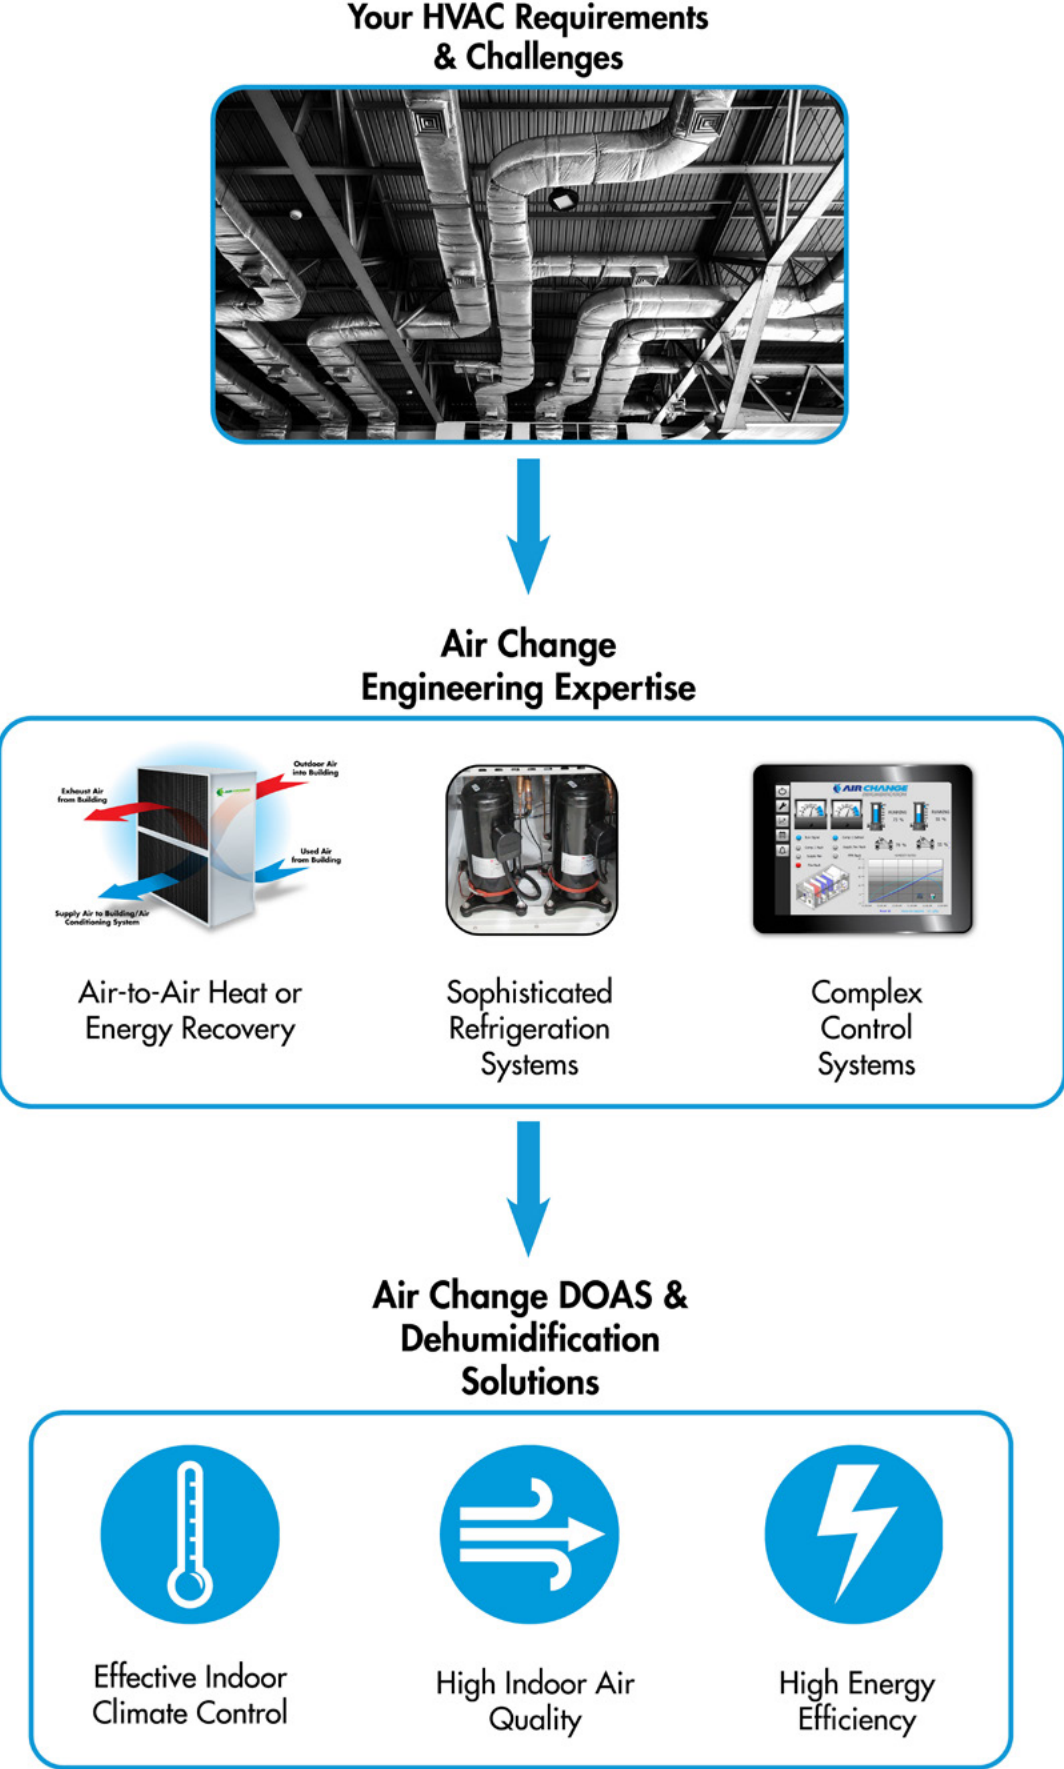 Your HVAC Requirements
& Challenges
Air Change
Engineering Expertise
Outdoor Air
into Building
Exhaust Air
from Building
Used Air
from Building
Supply Air to Building/Air
Conditioning System
AIR CHANGE
Air-to-Air Heat or
Energy Recovery
Sophisticated
Refrigeration
Systems
Complex
Control
Systems
Air Change DOAS &
Dehumidification
Solutions
Effective Indoor
Climate Control
High Indoor Air
Quality
High Energy
Efficiency